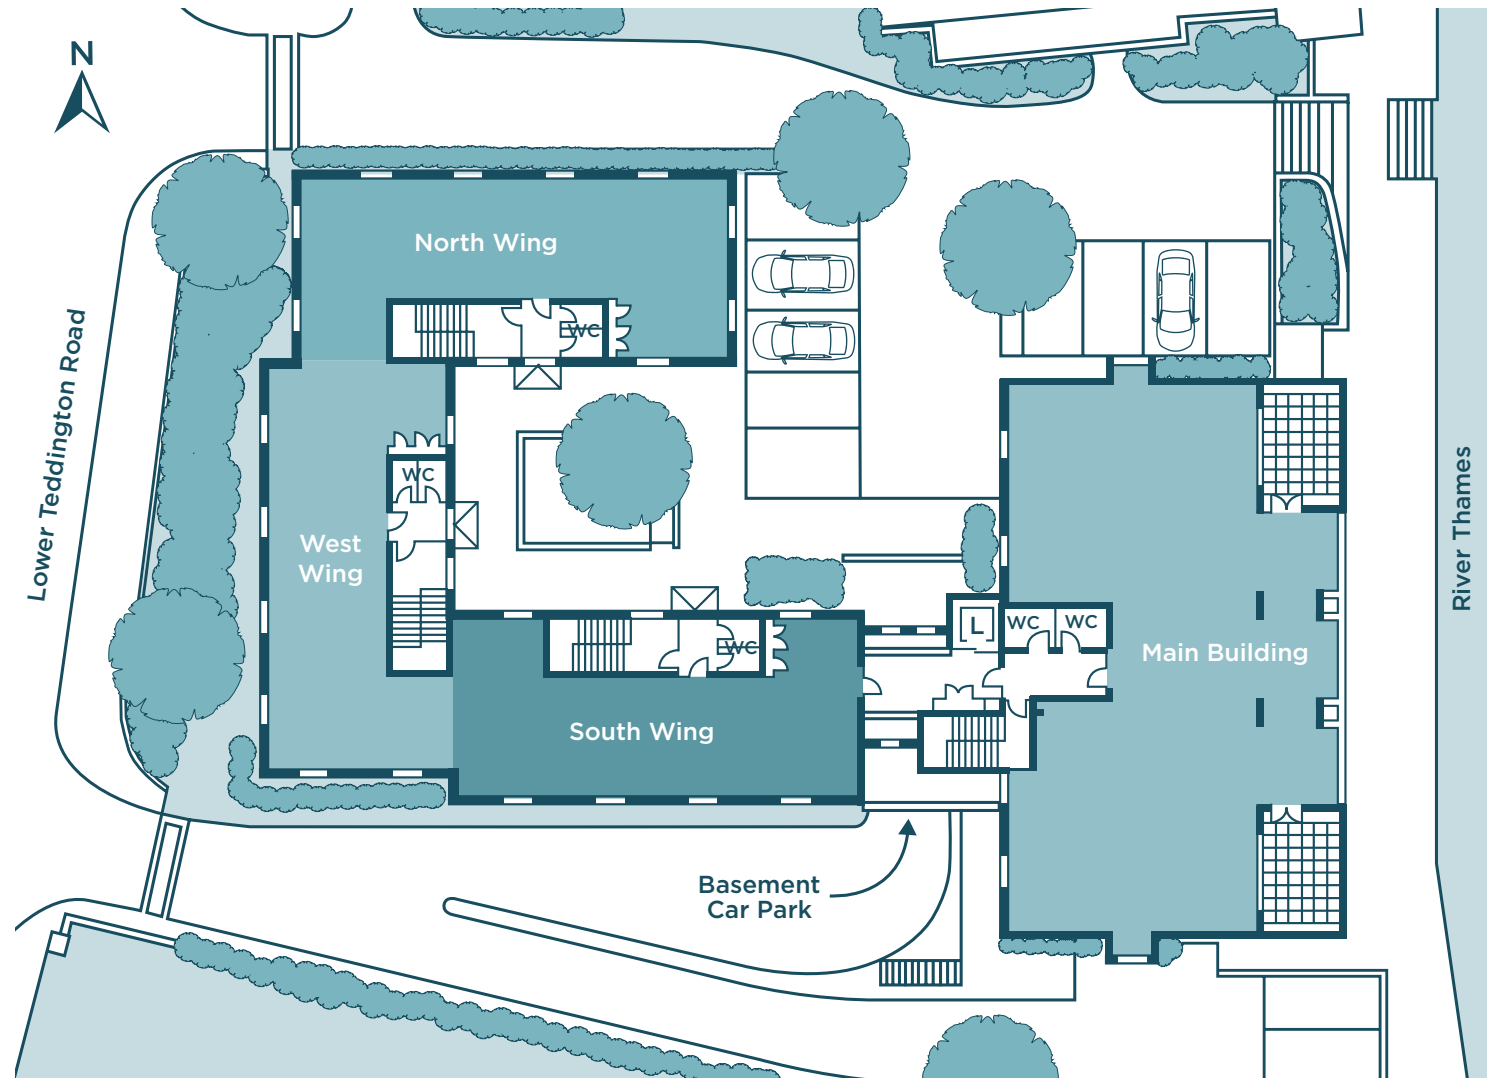 N
North Wing
WC
Lower Teddington Road
WC
West
Wing
River Thames
L
WC
WC
WC
Main Building
South Wing
Basement
Car Park